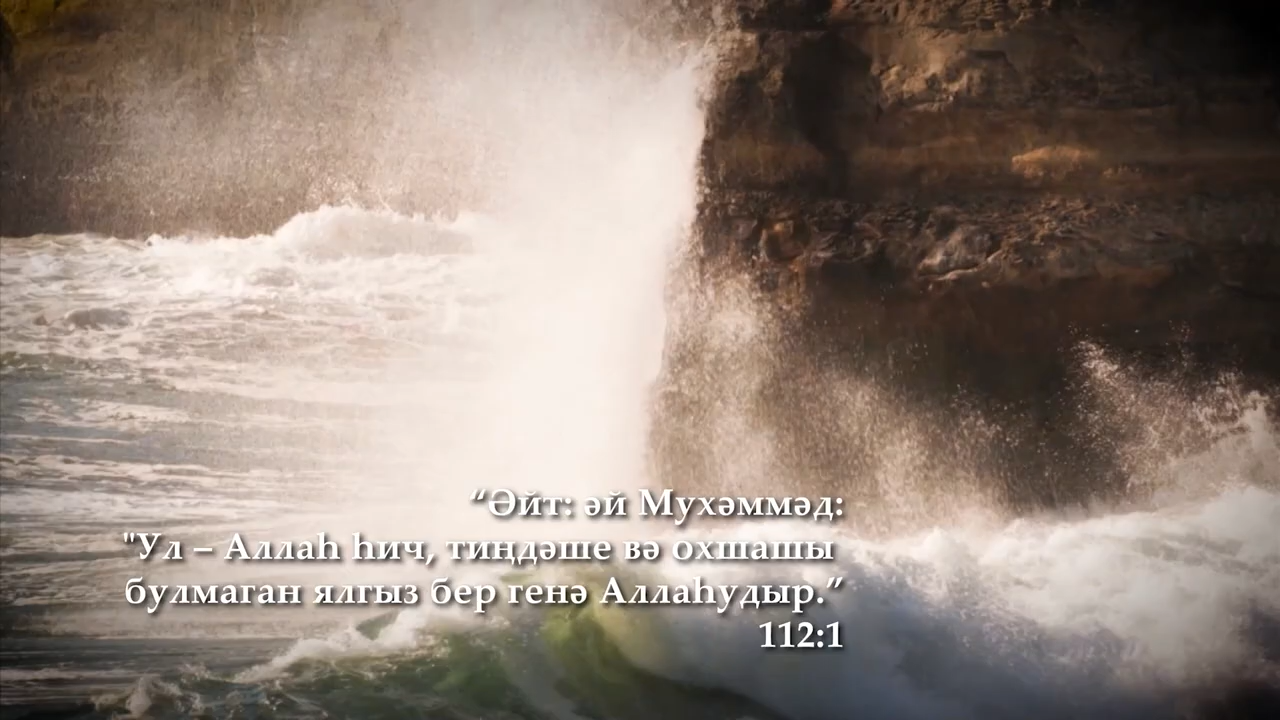 “Әйт: әй Мухәммәд:
"Ул – Аллаһ һич, тиңдәше вә охшашы
булмаган ялгыз бер генә Аллаһудыр.”
112:1